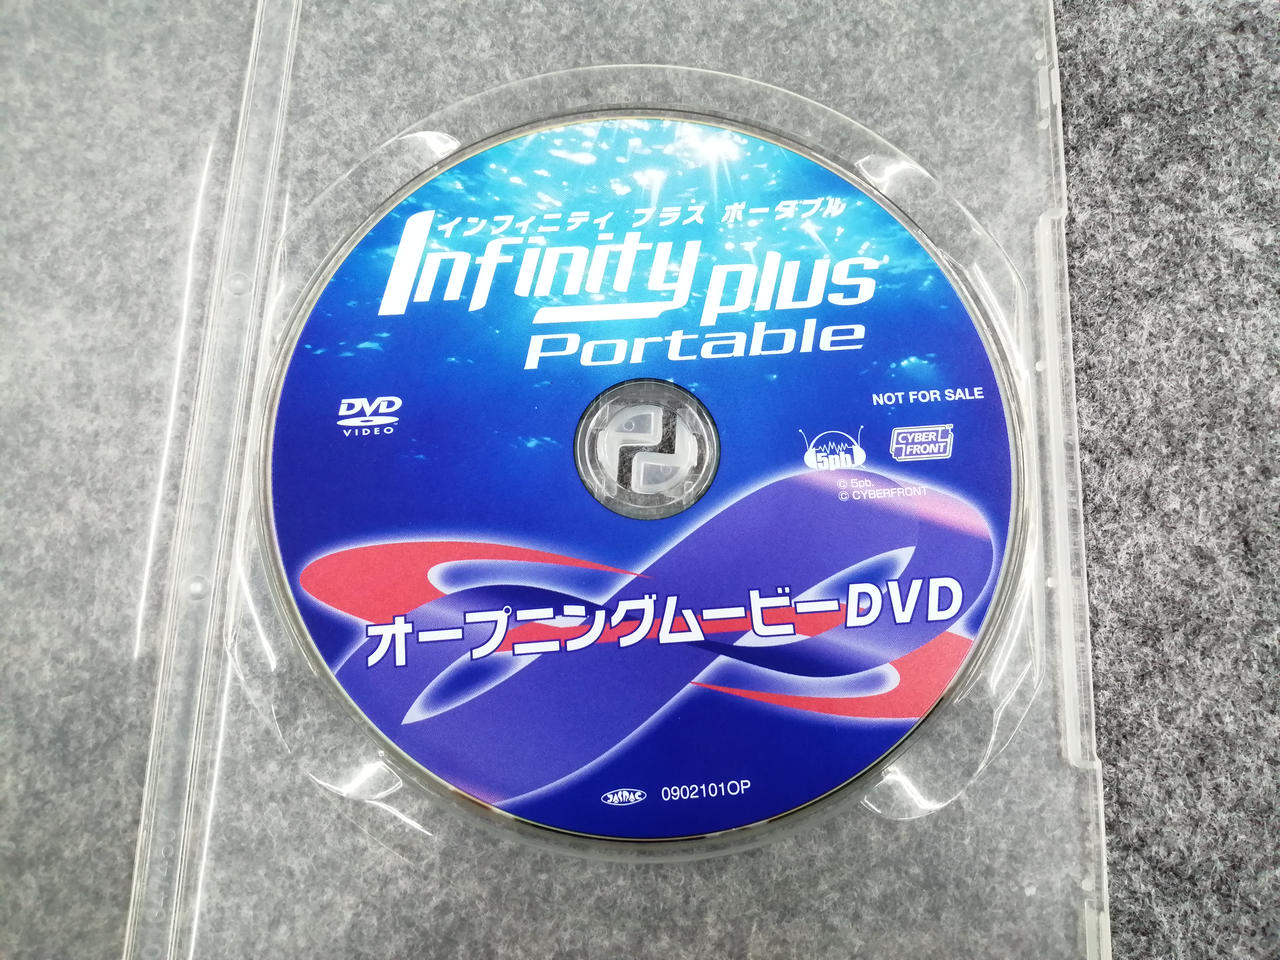 インフィニティ プラス ポータブル
Infinity plus
Portable
DVD
VIDEO
NOT FOR SALE
5pb.
CYBER
FRONT
© 5pb.
© CYBERFRONT
オープニングムービーDVD
JASRAC
0902101OP